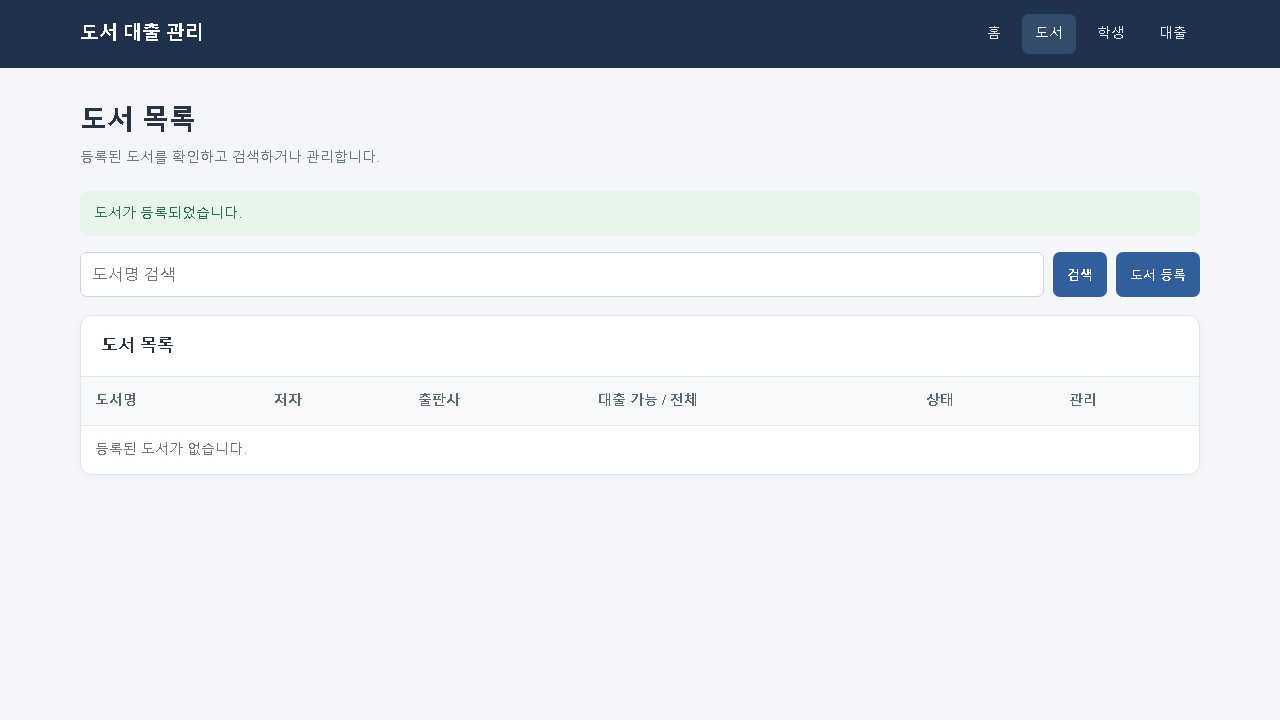 도서 대출 관리
홈 도서 학생 대출
도서 목록
등록된 도서를 확인하고 검색하거나 관리합니다.
도서가 등록되었습니다.
도서명 검색 검색 도서 등록
도서 목록
도서명 저자 출판사 대출 가능 / 전체 상태 관리
등록된 도서가 없습니다.